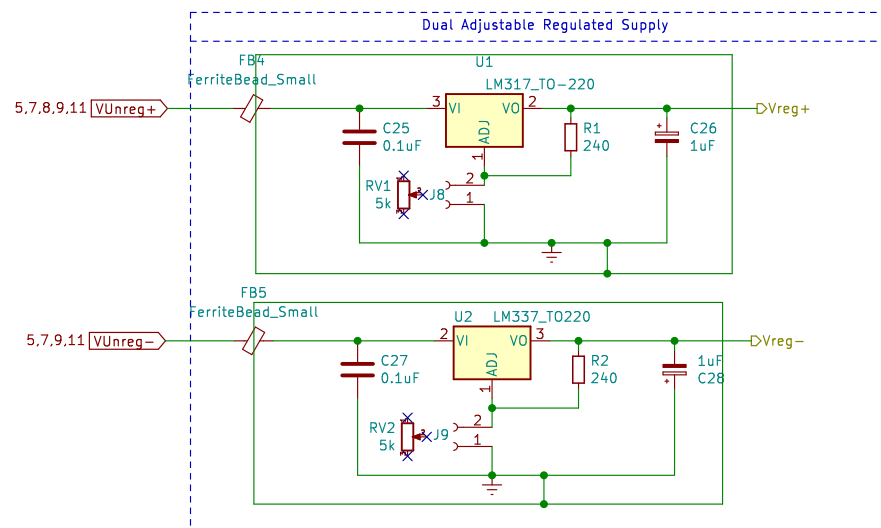 Dual Adjustable Regulated Supply
FB4
FerriteBead_Small
U1
LM317_TO-220
5,7,8,9,11 VUnreg+
3 VI VO 2
ADJ
1
Vreg+
C25
0.1uF
R1
240
+
C26
1uF
RV1
5k
3
J8
2
1
FB5
FerriteBead_Small
U2 LM337_TO220
5,7,9,11 VUnreg-
2 VI VO 3
ADJ
1
Vreg-
C27
0.1uF
R2
240
1uF
C28
+
RV2
5k
J9
2
1